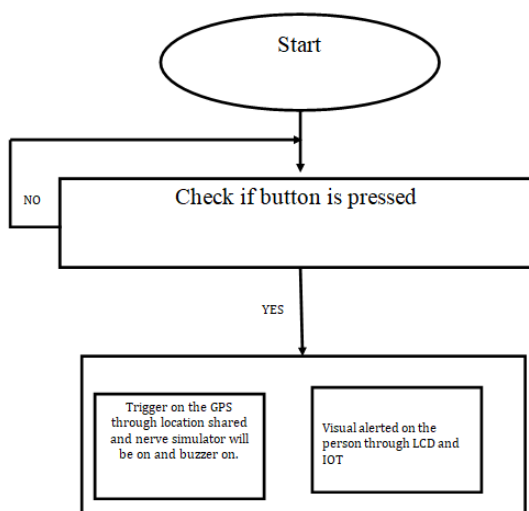 Start
Check if button is pressed
NO
YES
Trigger on the GPS
through location shared
and nerve simulator will
be on and buzzer on.
Visual alerted on the
person through LCD and
IOT